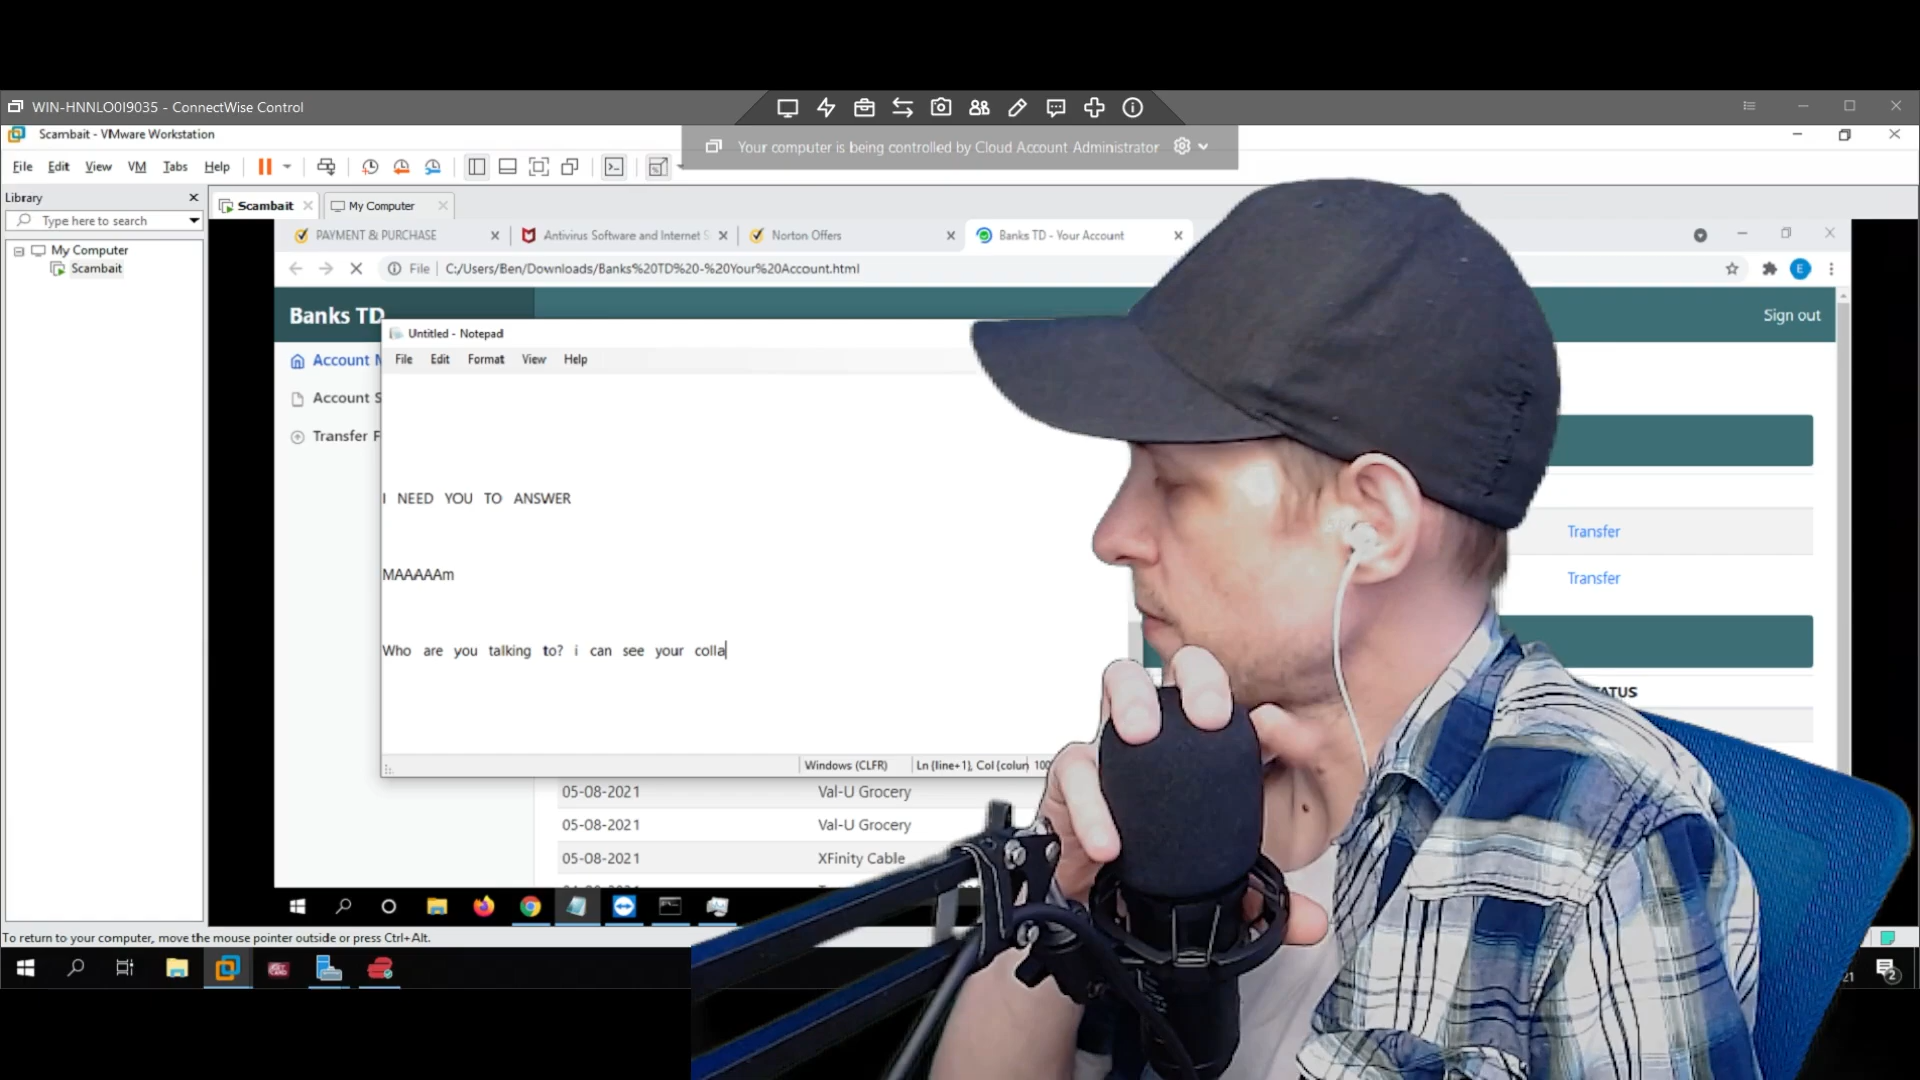 WIN-HNNLO0I9035 - ConnectWise Control
Scambait - VMware Workstation
Your computer is being controlled by Cloud Account Administrator
File Edit View VM Tabs Help
Library
Type here to search
My Computer
Scambait
Scambait
My Computer
PAYMENT & PURCHASE
Antivirus Software and Internet S
Norton Offers
Banks TD - Your Account
File
C:/Users/Ben/Downloads/Banks%20TD%20-%20Your%20Account.html
E
Banks TD
Sign out
Account M
Account S
Transfer F
Untitled - Notepad
File Edit Format View Help
I NEED YOU TO ANSWER
MAAAAAm
Who are you talking to? i can see your colla
Windows (CLFR)
Ln {line+1}, Col {colum
100
Transfer
Transfer
TATUS
05-08-2021 Val-U Grocery
05-08-2021 Val-U Grocery
05-08-2021 XFinity Cable
To return to your computer, move the mouse pointer outside or press Ctrl+Alt.
21
2